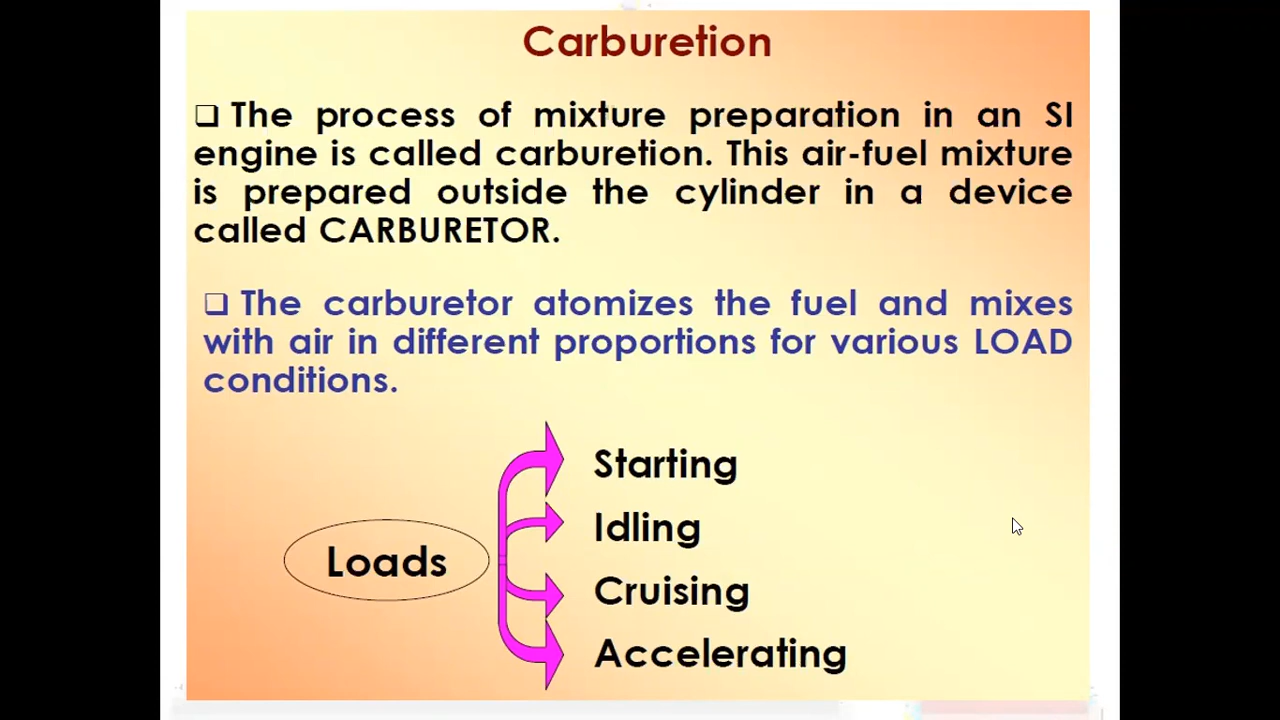 Carburetion
❑ The process of mixture preparation in an SI
engine is called carburetion. This air-fuel mixture
is prepared outside the cylinder in a device
called CARBURETOR.
❑ The carburetor atomizes the fuel and mixes
with air in different proportions for various LOAD
conditions.
Starting
Idling
Loads
Cruising
Accelerating